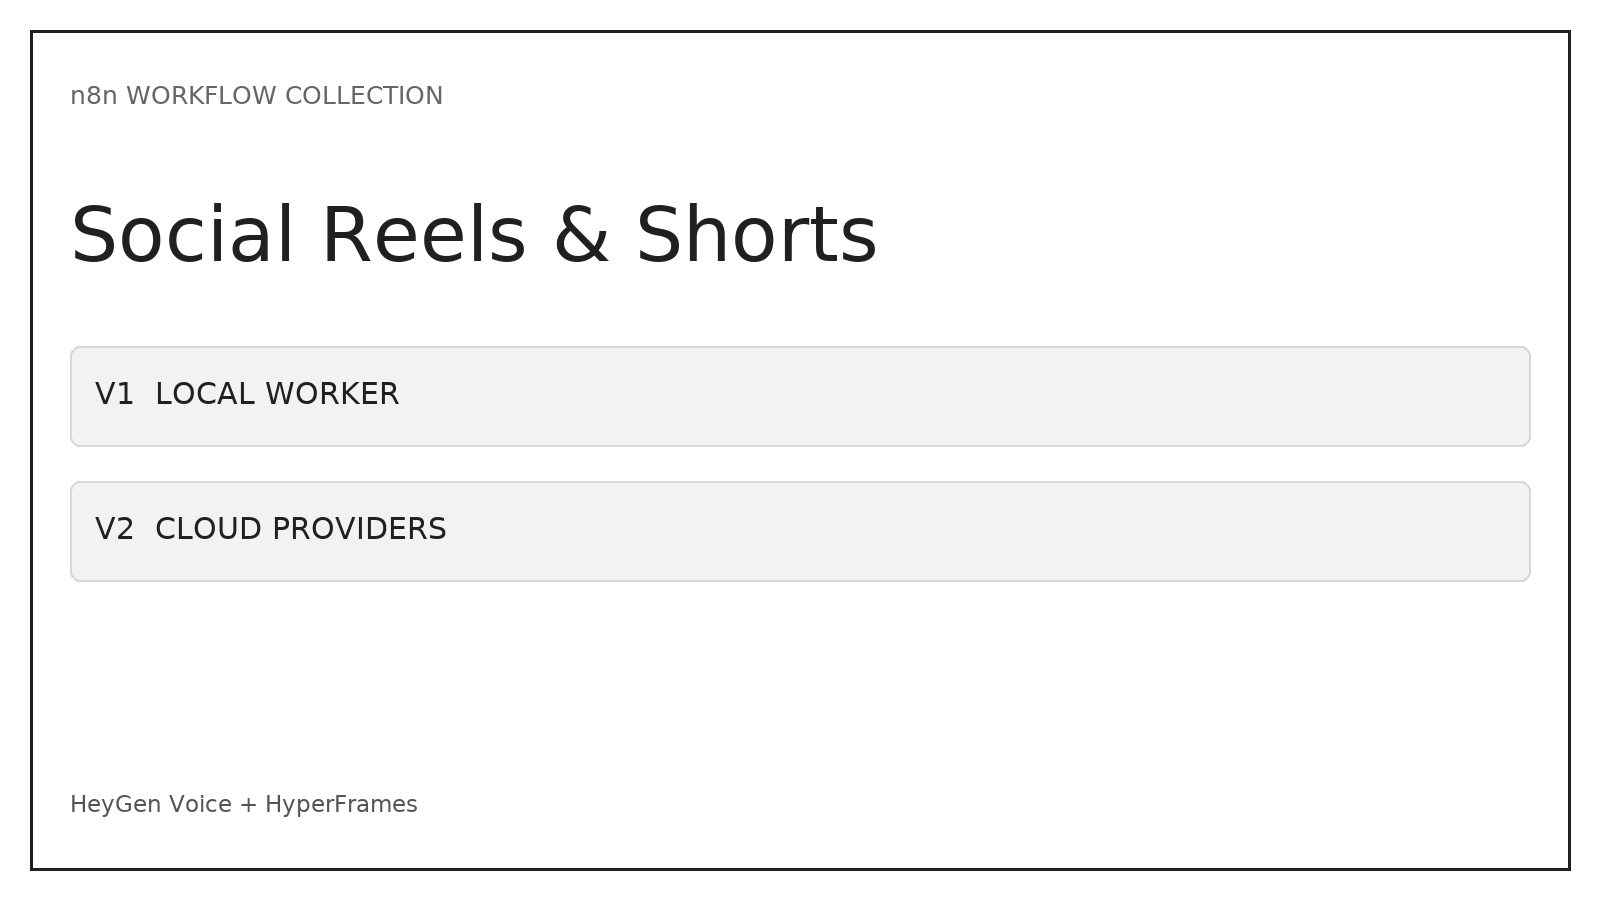 n8n WORKFLOW COLLECTION
Social Reels & Shorts
V1 LOCAL WORKER
V2 CLOUD PROVIDERS
HeyGen Voice + HyperFrames